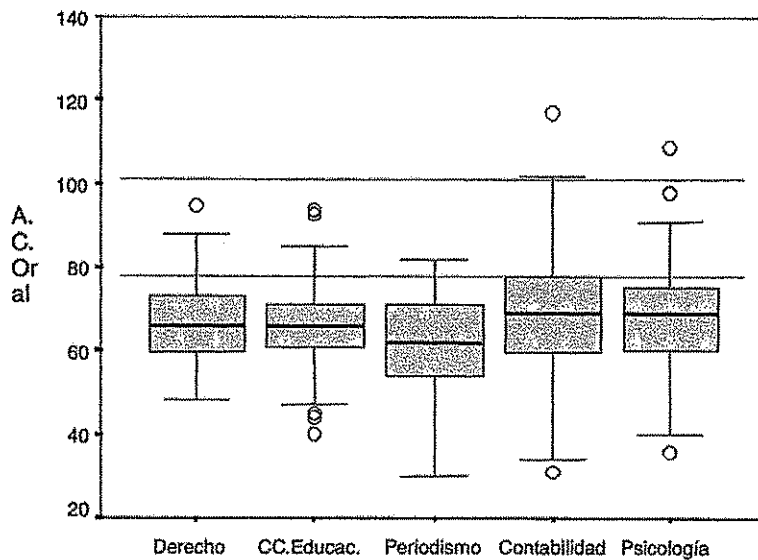 140
120
100
80
60
40
20
A.
C.
Or
al
Derecho CC.Educac. Periodismo Contabilidad Psicología